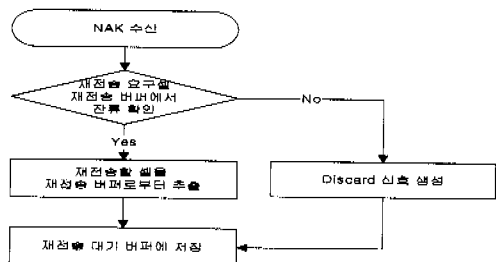 NAK 수산
재전송 요구셀
재전송 버퍼에서
잔류 확인
No
Yes
재전송할 셀을
재전송 버퍼로부터 추출
Discard 신호 생성
재전송 대기 버퍼에 저장